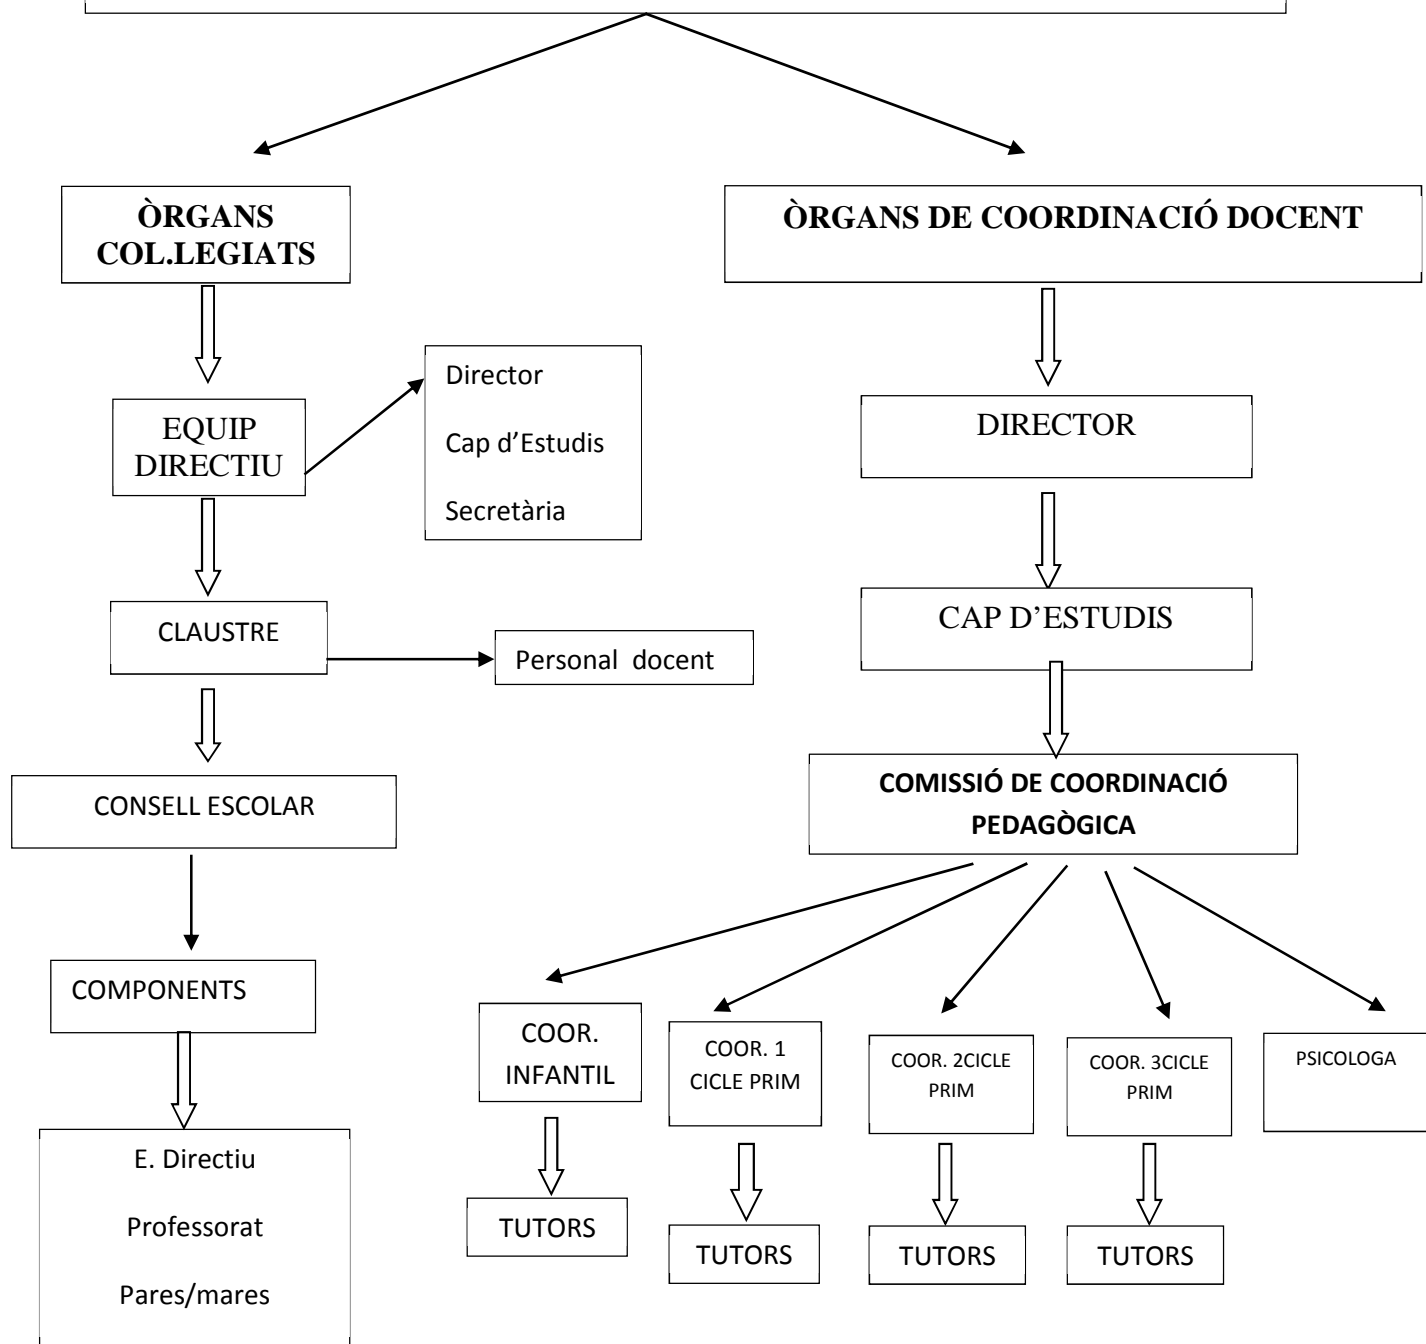 ÒRGANS
COL.LEGIATS
ÒRGANS DE COORDINACIÓ DOCENT
EQUIP
DIRECTIU
Director
Cap d’Estudis
Secretària
DIRECTOR
CLAUSTRE
Personal docent
CAP D’ESTUDIS
CONSELL ESCOLAR
COMISSIÓ DE COORDINACIÓ
PEDAGÒGICA
COMPONENTS
COOR.
INFANTIL
COOR. 1
CICLE PRIM
COOR. 2CICLE
PRIM
COOR. 3CICLE
PRIM
PSICOLOGA
E. Directiu
Professorat
Pares/mares
TUTORS
TUTORS
TUTORS
TUTORS